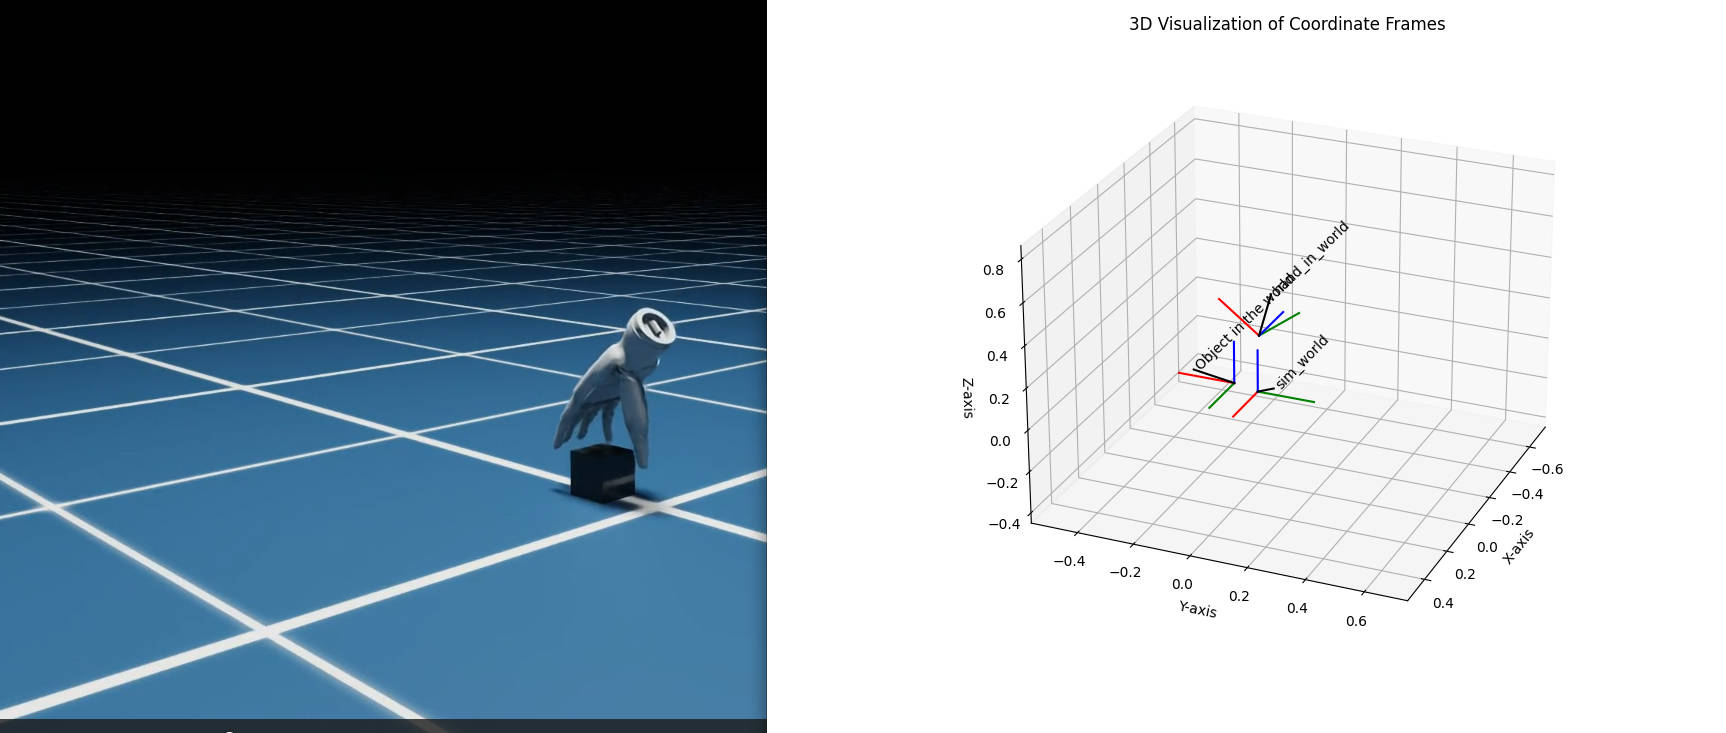 3D Visualization of Coordinate Frames
hand_in_world
Object in the world
sim_world
Z-axis
0.8
0.6
0.4
0.2
0.0
−0.2
−0.4
−0.4
−0.2
0.0
0.2
0.4
0.6
Y-axis
−0.6
−0.4
−0.2
0.0
0.2
0.4
X-axis